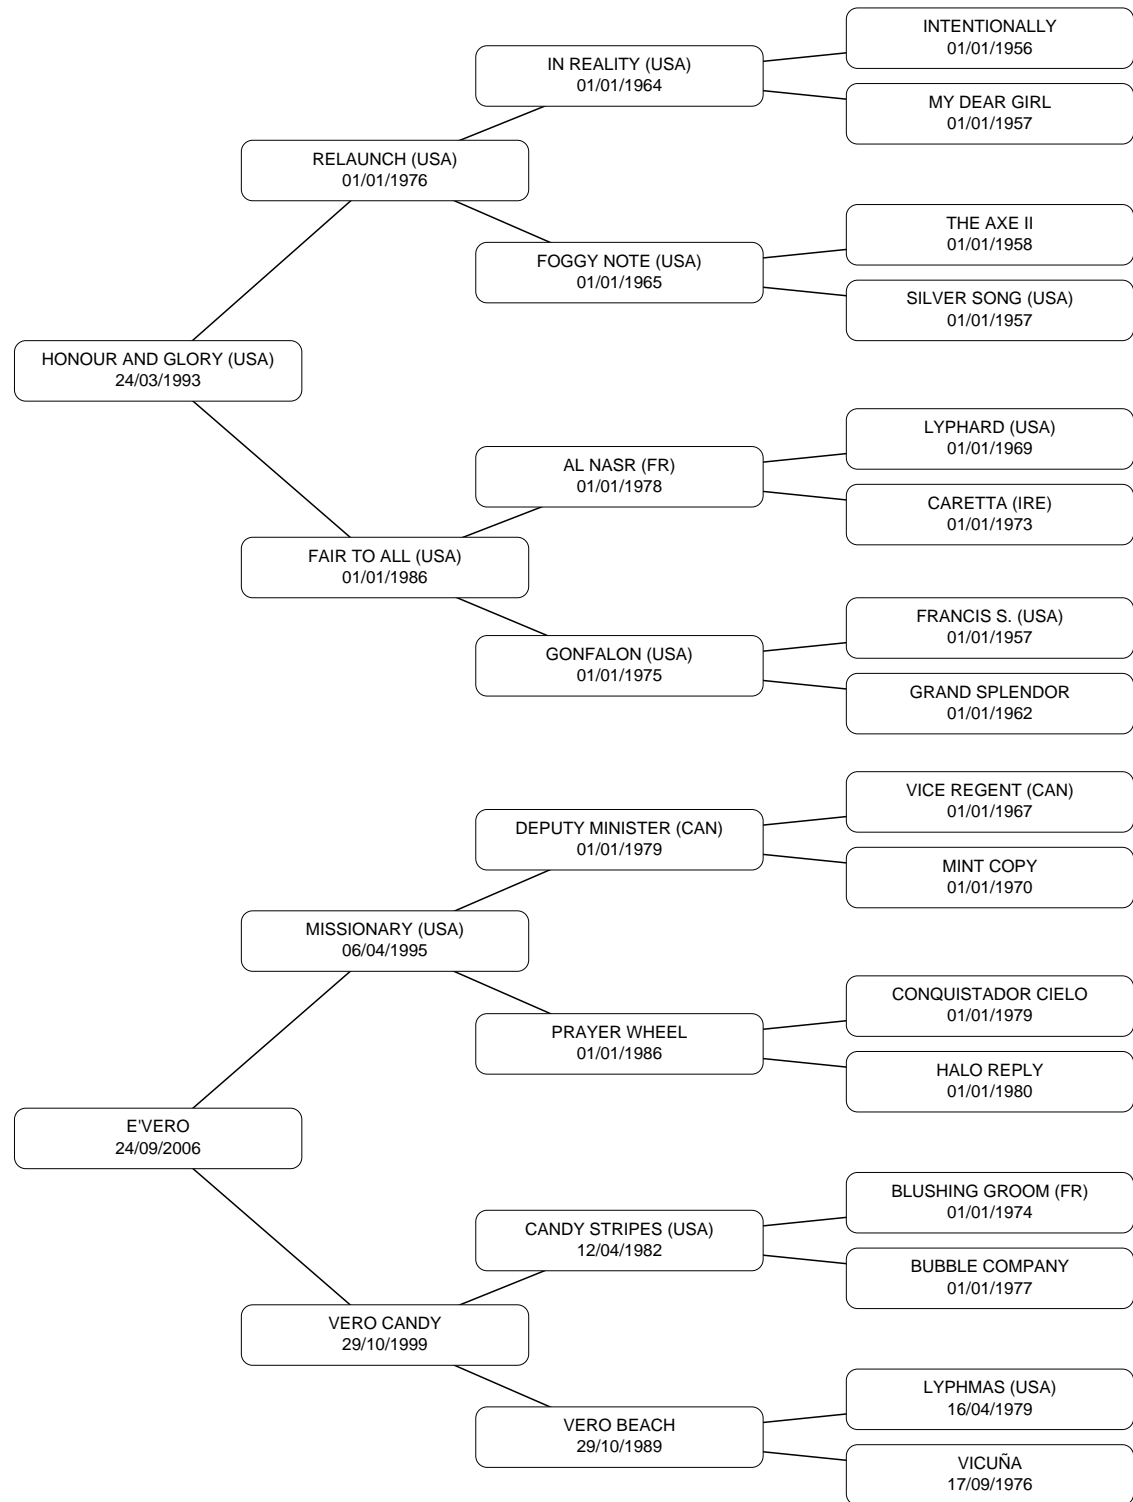 INTENTIONALLY
01/01/1956
IN REALITY (USA)
01/01/1964
MY DEAR GIRL
01/01/1957
RELAUNCH (USA)
01/01/1976
THE AXE II
01/01/1958
FOGGY NOTE (USA)
01/01/1965
SILVER SONG (USA)
01/01/1957
HONOUR AND GLORY (USA)
24/03/1993
LYPHARD (USA)
01/01/1969
AL NASR (FR)
01/01/1978
CARETTA (IRE)
01/01/1973
FAIR TO ALL (USA)
01/01/1986
FRANCIS S. (USA)
01/01/1957
GONFALON (USA)
01/01/1975
GRAND SPLENDOR
01/01/1962
VICE REGENT (CAN)
01/01/1967
DEPUTY MINISTER (CAN)
01/01/1979
MINT COPY
01/01/1970
MISSIONARY (USA)
06/04/1995
CONQUISTADOR CIELO
01/01/1979
PRAYER WHEEL
01/01/1986
HALO REPLY
01/01/1980
E'VERO
24/09/2006
BLUSHING GROOM (FR)
01/01/1974
CANDY STRIPES (USA)
12/04/1982
BUBBLE COMPANY
01/01/1977
VERO CANDY
29/10/1999
LYPHMAS (USA)
16/04/1979
VERO BEACH
29/10/1989
VICUÑA
17/09/1976